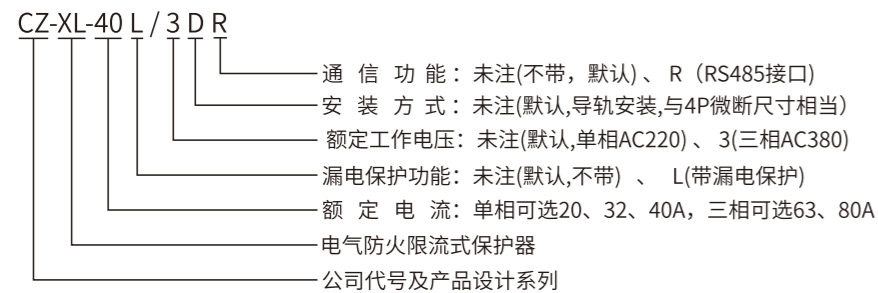 CZ-XL-40 L / 3 D R
通信功能：未注(不带，默认) 、 R（RS485接口)
安装方式：未注(默认,导轨安装,与4P微断尺寸相当）
额定工作电压：未注(默认,单相AC220) 、 3(三相AC380)
漏电保护功能：未注(默认,不带) 、 L(带漏电保护)
额定电流：单相可选20、32、40A，三相可选63、80A
电气防火限流式保护器
公司代号及产品设计系列